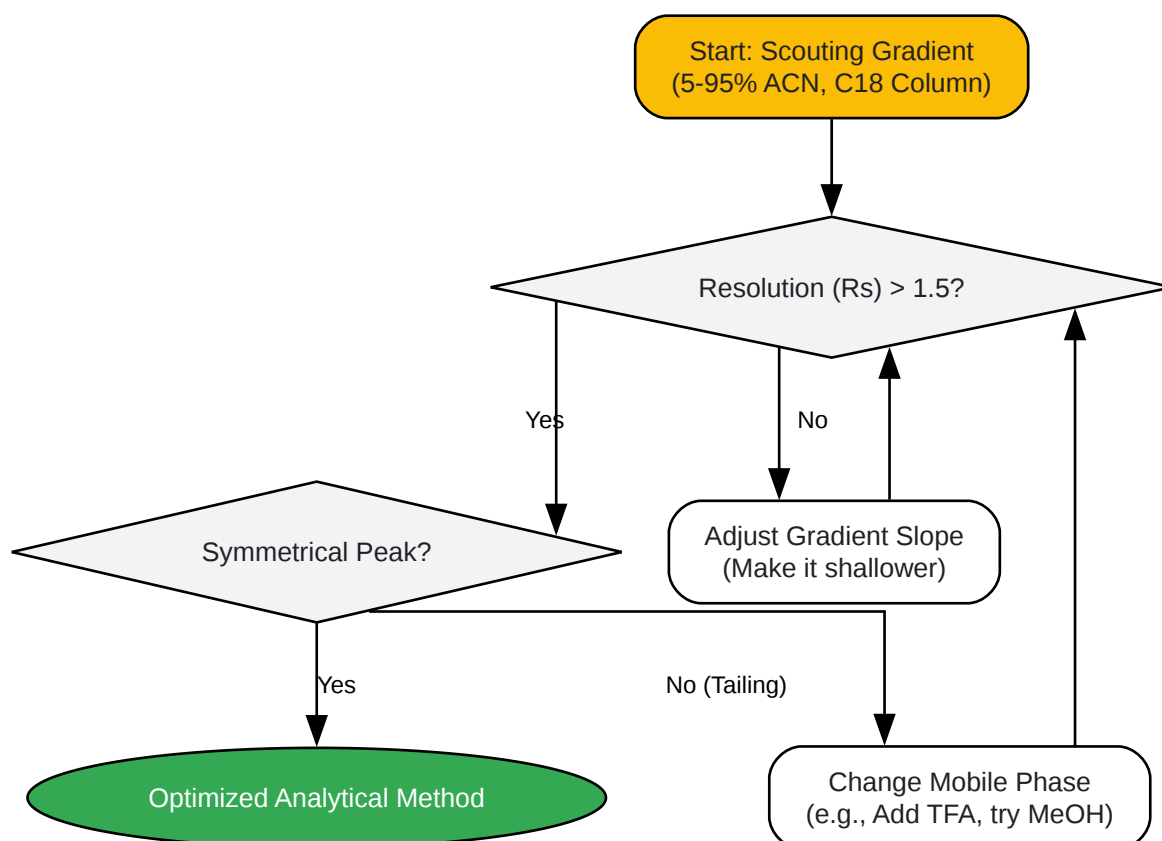 Start: Scouting Gradient
(5-95% ACN, C18 Column)
Resolution (Rs) > 1.5?
Yes
No
Adjust Gradient Slope
(Make it shallower)
Symmetrical Peak?
Yes
No (Tailing)
Optimized Analytical Method
Change Mobile Phase
(e.g., Add TFA, try MeOH)